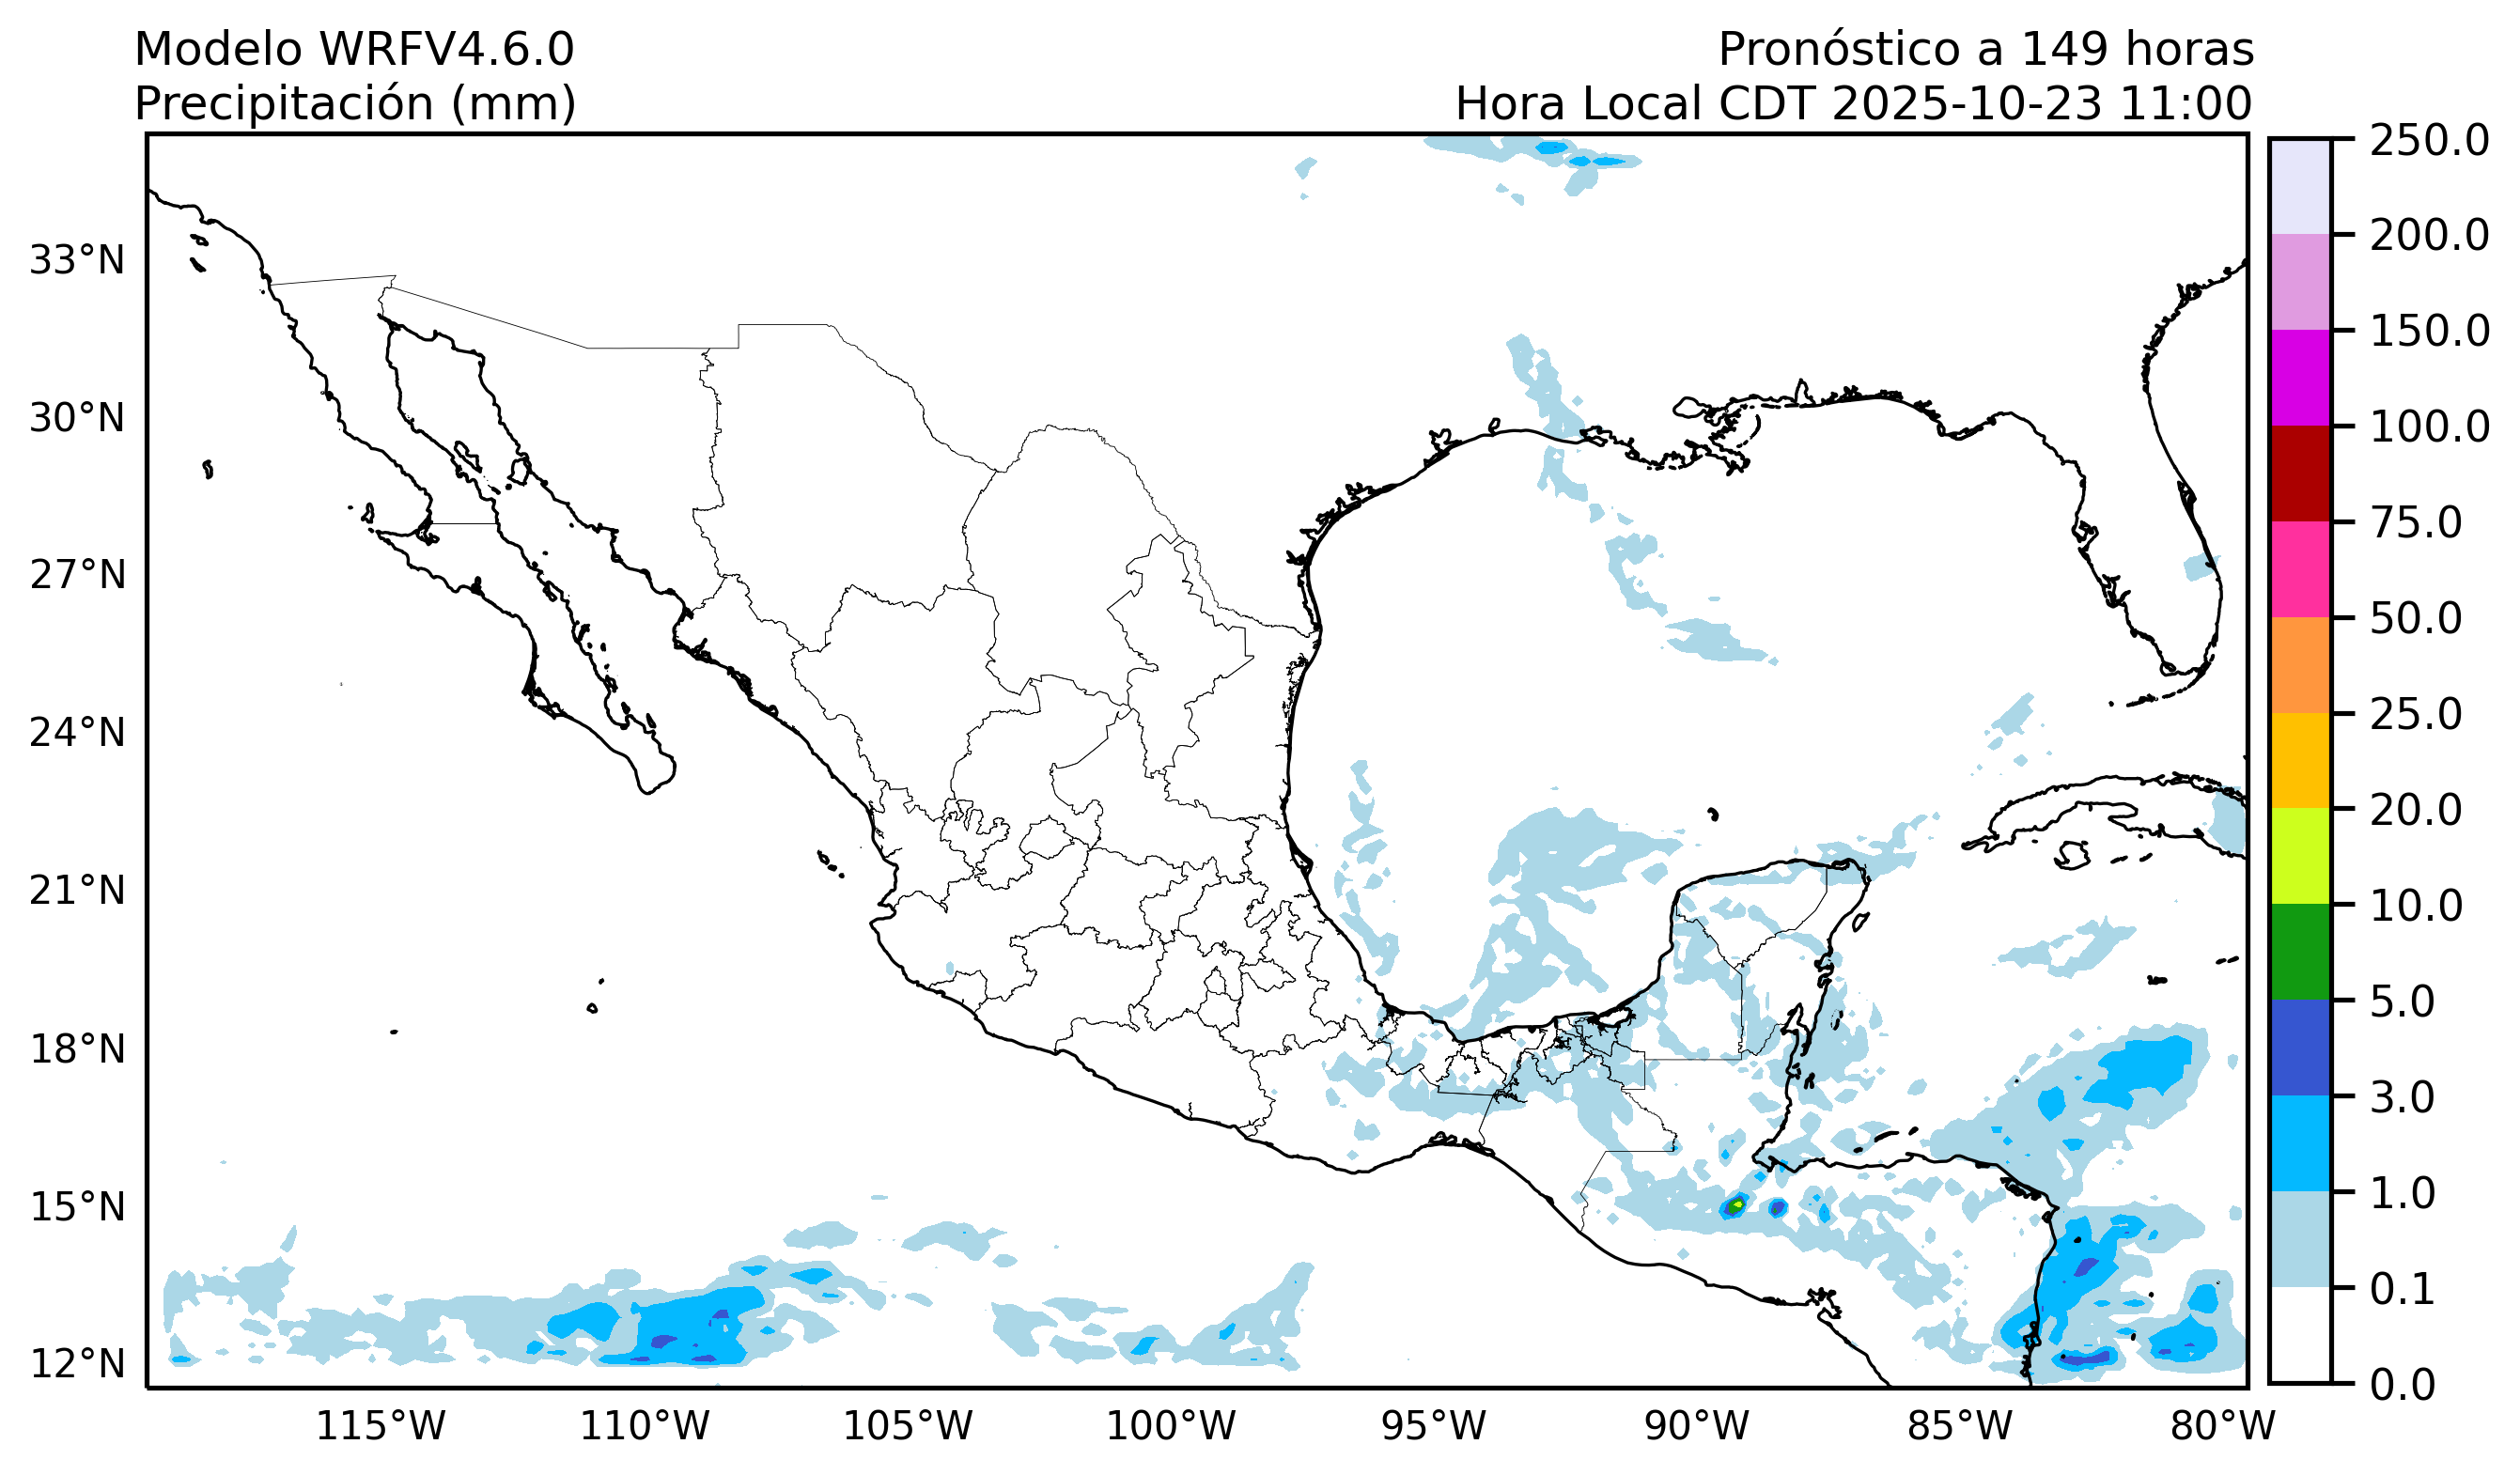 Modelo WRFV4.6.0
Precipitación (mm)
Pronóstico a 149 horas
Hora Local CDT 2025-10-23 11:00
33°N
30°N
27°N
24°N
21°N
18°N
15°N
12°N
115°W
110°W
105°W
100°W
95°W
90°W
85°W
80°W
250.0
200.0
150.0
100.0
75.0
50.0
25.0
20.0
10.0
5.0
3.0
1.0
0.1
0.0